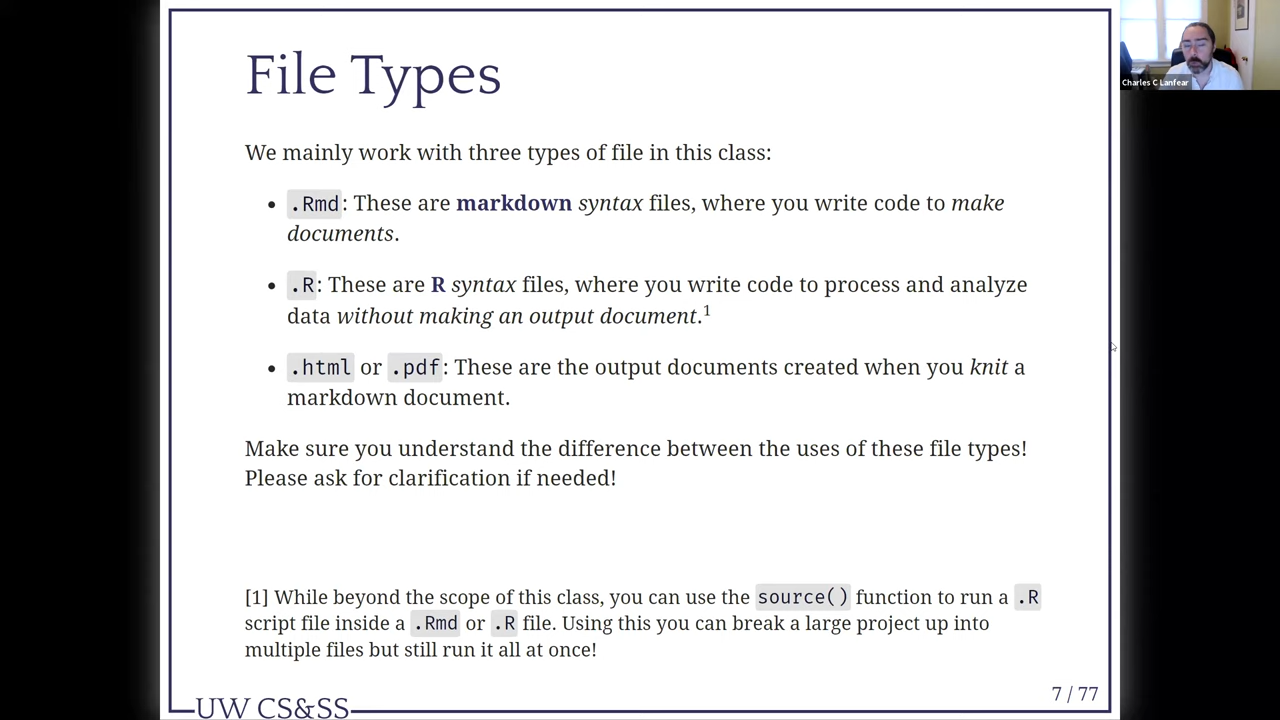 File Types
Charles C Lanfear
We mainly work with three types of file in this class:
• .Rmd: These are markdown syntax files, where you write code to make
documents.
• .R: These are R syntax files, where you write code to process and analyze
data without making an output document.1
• .html or .pdf: These are the output documents created when you knit a
markdown document.
Make sure you understand the difference between the uses of these file types!
Please ask for clarification if needed!
[1] While beyond the scope of this class, you can use the source() function to run a .R
script file inside a .Rmd or .R file. Using this you can break a large project up into
multiple files but still run it all at once!
7 / 77
UW CS&SS